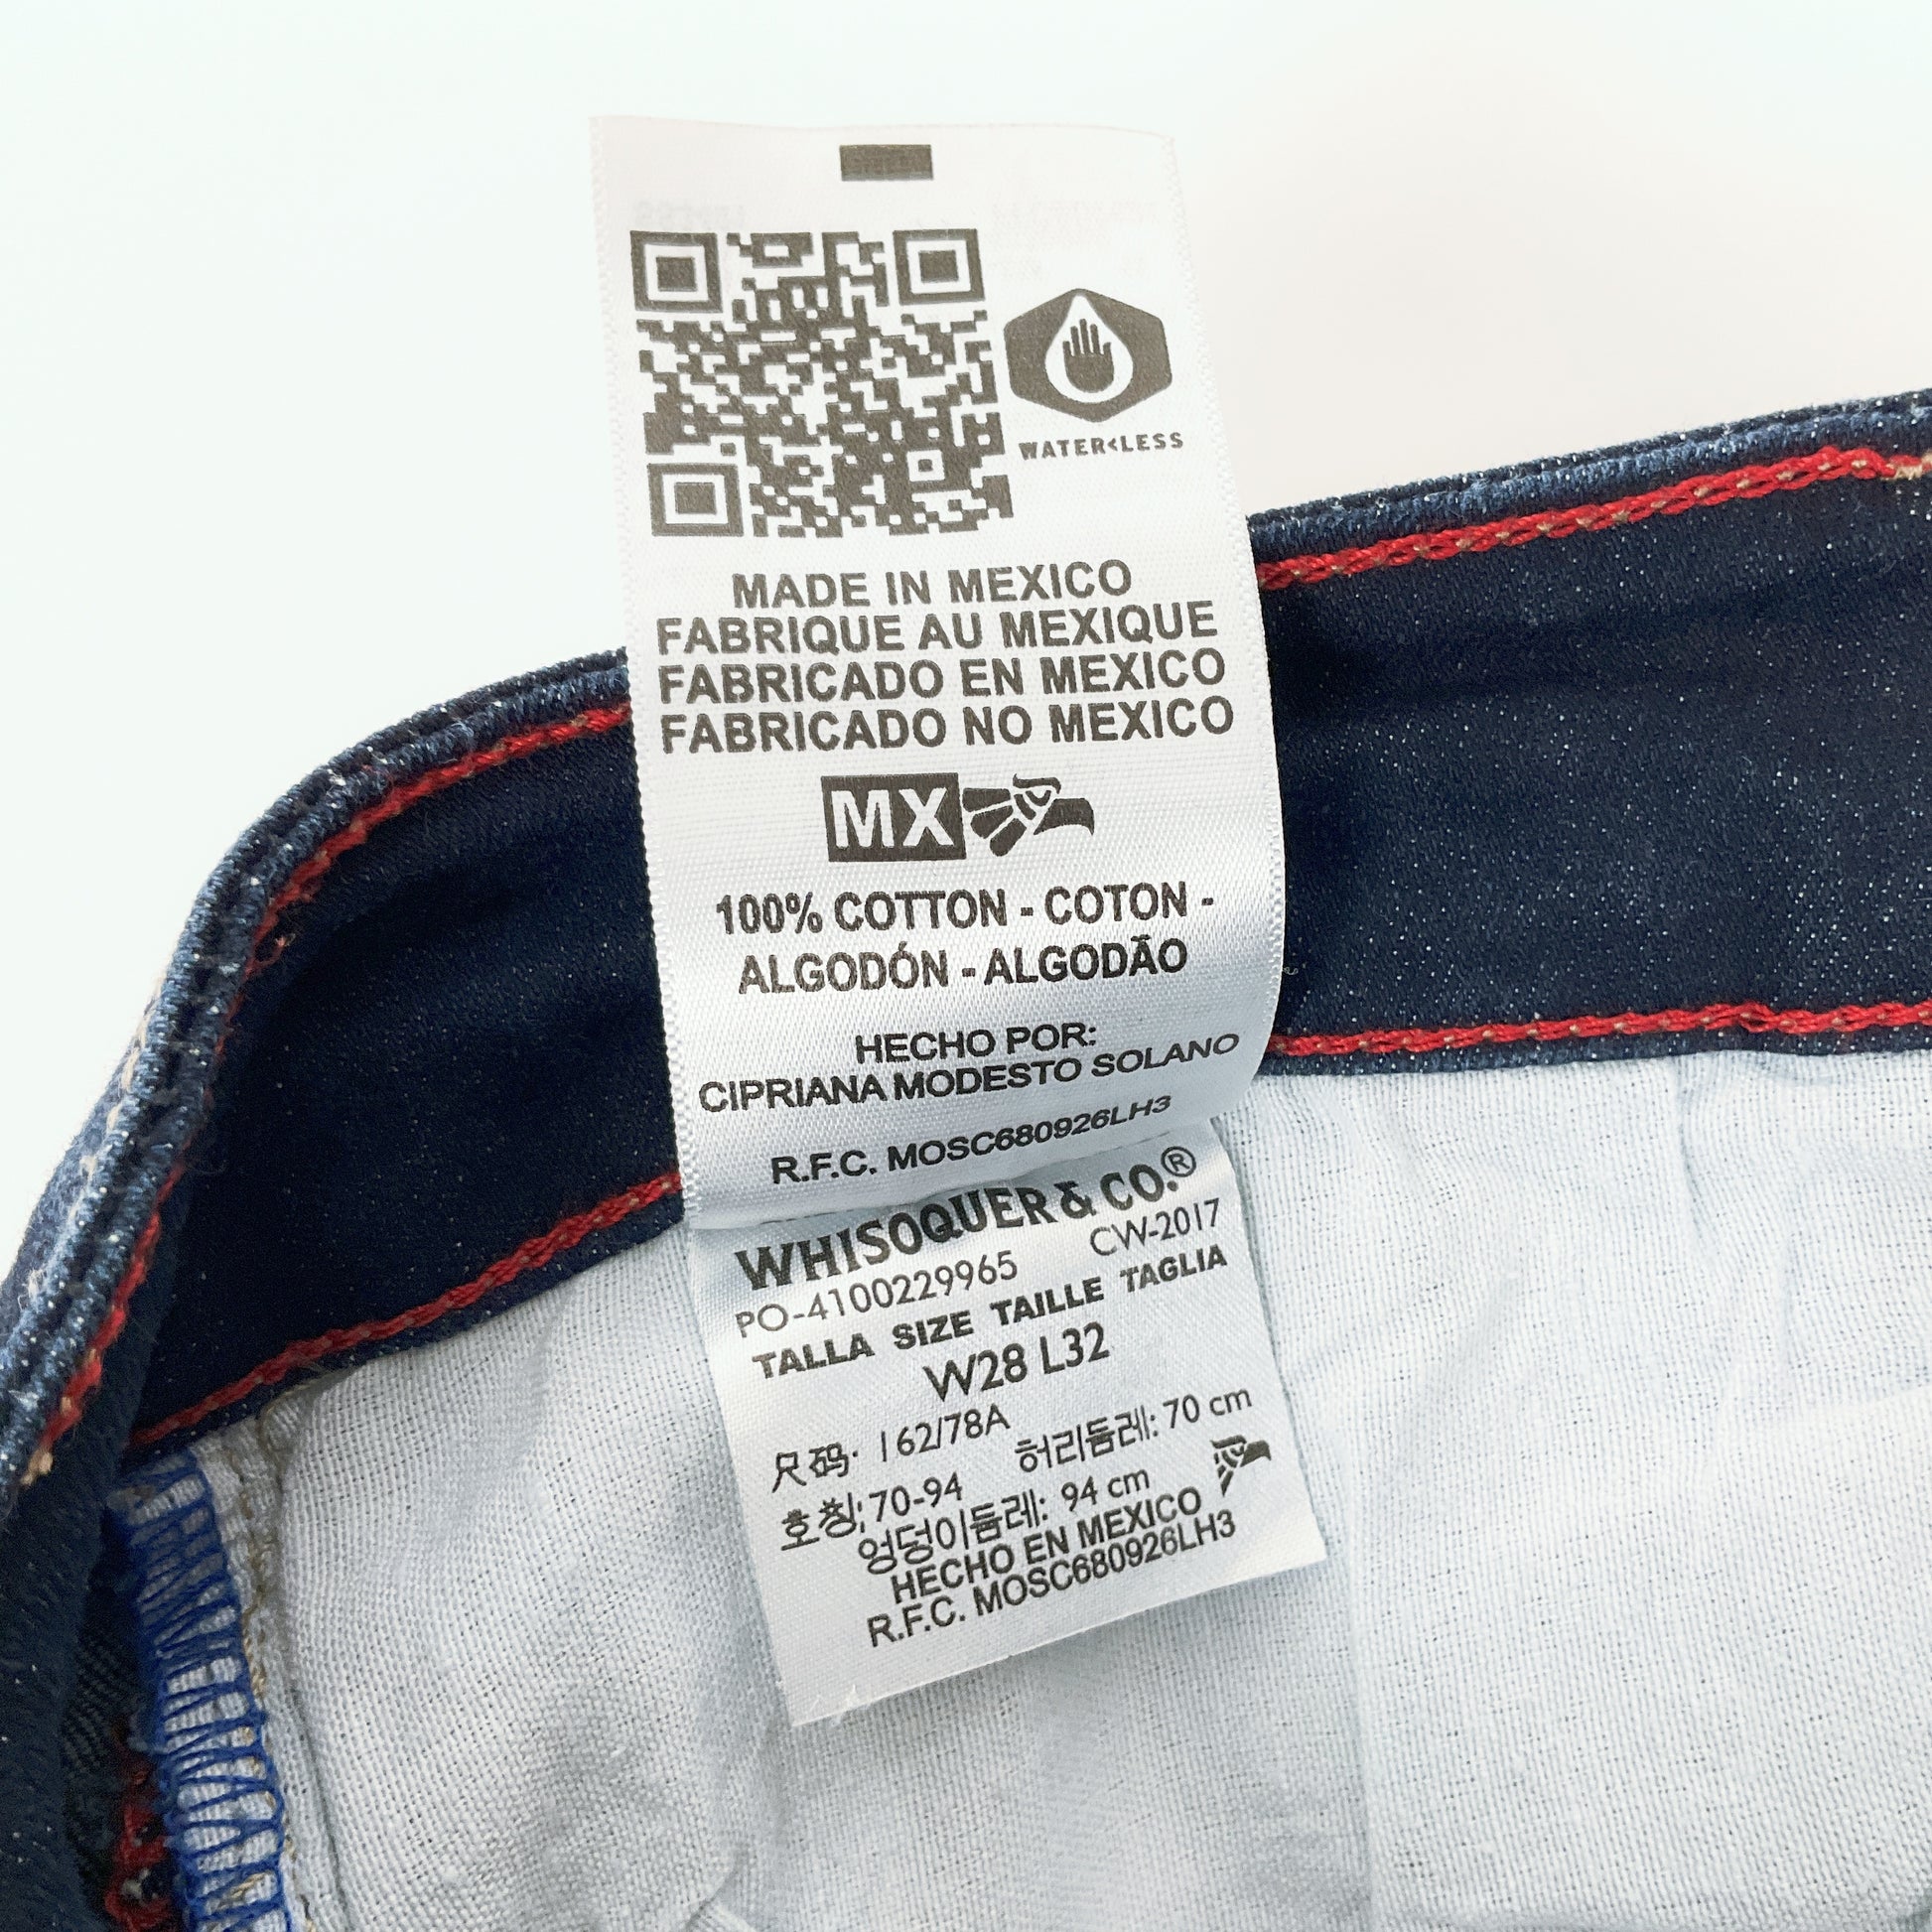 WATER<LESS
MADE IN MEXICO
FABRIQUE AU MEXIQUE
FABRICADO EN MEXICO
FABRICADO NO MEXICO
MX
100% COTTON - COTON -
ALGODÓN - ALGODÃO
HECHO POR:
CIPRIANA MODESTO SOLANO
R.F.C. MOSC680926LH3
WHISOQUER & CO.®
PO-4100229965 CW-2017
TALLA SIZE TAILLE TAGLIA
W28 L32
尺码: 162/78A 허리둘레: 70 cm
호칭: 70-94
엉덩이둘레: 94 cm
HECHO EN MEXICO
R.F.C. MOSC680926LH3